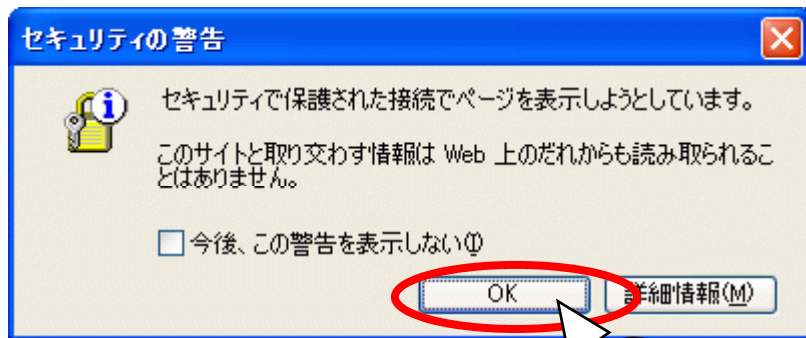 セキュリティの警告
セキュリティで保護された接続でページを表示しようとしています。
このサイトと取り交わす情報は Web 上のだれからも読み取られるこ
とはありません。
今後、この警告を表示しない(I)
OK
詳細情報(M)